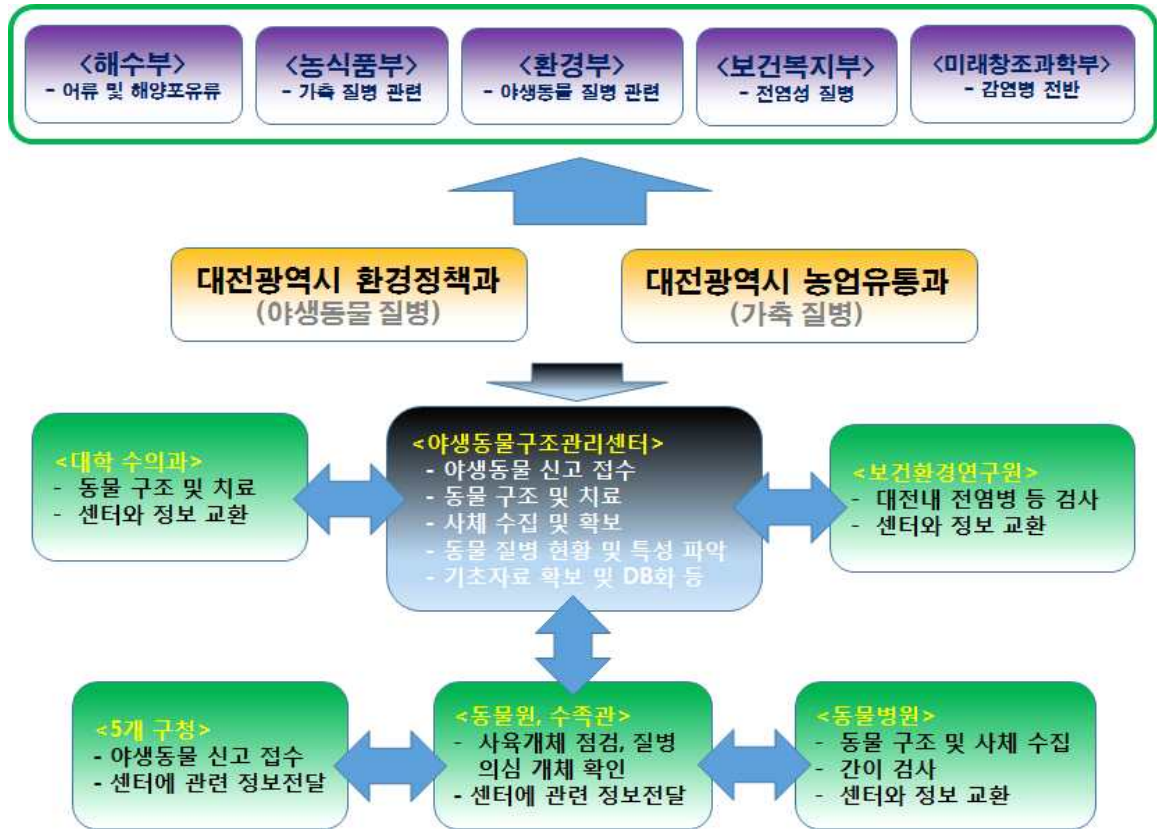 <해수부>
- 어류 및 해양포유류
<농식품부>
- 가축 질병 관련
<환경부>
- 야생동물 질병 관련
<보건복지부>
- 전염성 질병
<미래창조과학부>
- 감염병 전반
대전광역시 환경정책과
(야생동물 질병)
대전광역시 농업유통과
(가축 질병)
<대학 수의과>
- 동물 구조 및 치료
- 센터와 정보 교환
<야생동물구조관리센터>
- 야생동물 신고 접수
- 동물 구조 및 치료
- 사체 수집 및 확보
- 동물 질병 현황 및 특성 파악
- 기초자료 확보 및 DB화 등
<보건환경연구원>
- 대전내 전염병 등 검사
- 센터와 정보 교환
<5개 구청>
- 야생동물 신고 접수
- 센터에 관련 정보전달
<동물원, 수족관>
- 사육개체 점검, 질병
의심 개체 확인
- 센터에 관련 정보전달
<동물병원>
- 동물 구조 및 사체 수집
- 간이 검사
- 센터와 정보 교환